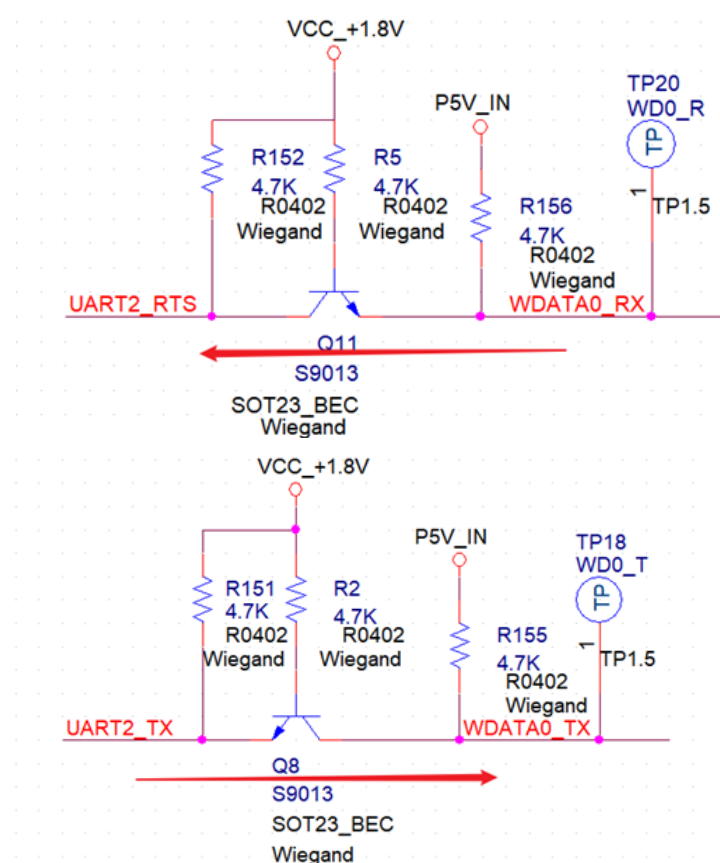 VCC_+1.8V
TP20
WD0_R
P5V_IN
TP
R152
R5
4.7K
4.7K
R0402
R0402
Wiegand
Wiegand
1
TP1.5
R156
4.7K
R0402
Wiegand
UART2_RTS
WDATA0_RX
Q11
S9013
SOT23_BEC
Wiegand
VCC_+1.8V
P5V_IN
TP18
WD0_T
TP
R151
R2
4.7K
4.7K
R0402
R0402
Wiegand
Wiegand
R155
4.7K
R0402
Wiegand
1
TP1.5
UART2_TX
WDATA0_TX
Q8
S9013
SOT23_BEC
Wiegand